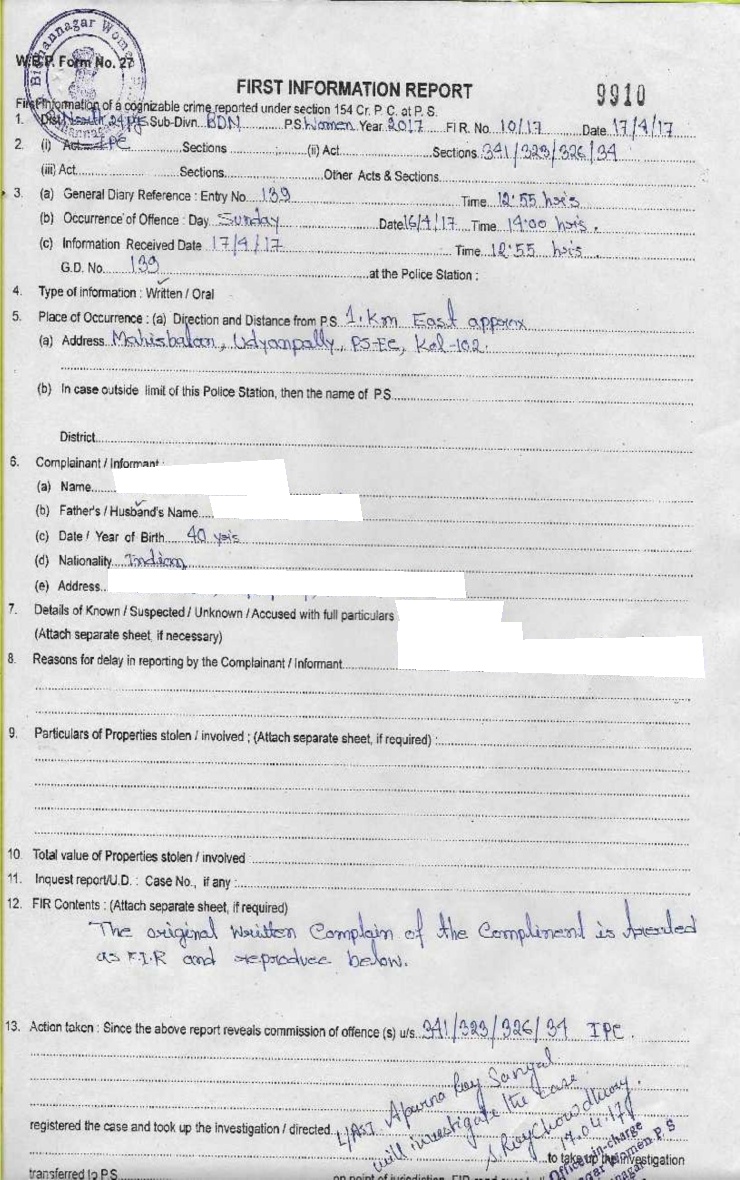 Bidhannagar Women
W.B.P. Form No. 27
FIRST INFORMATION REPORT
9910
First Information of a cognizable crime reported under section 154 Cr. P. C. at P. S.
1. Dist North 24 PGS Sub-Divn. BDN P.S Women Year 2017 F I R. No. 10/17 Date 17/4/17
2. (i) Act IPC Sections (ii) Act Sections 341/323/326/34
(iii) Act Sections Other Acts & Sections
3. (a) General Diary Reference : Entry No 139 Time 12.55 hrs
(b) Occurrence of Offence : Day Sunday Date 16/4/17 Time 14:00 hrs.
(c) Information Received Date 17/4/17 Time 12:55 hrs
G.D. No. 139 at the Police Station :
4. Type of information : Written / Oral
5. Place of Occurrence : (a) Direction and Distance from P.S. 1. Km East approx
(a) Address Mahisbatan, Udyanpally, PS-EC, Kol-102.
(b) In case outside limit of this Police Station, then the name of P.S.
District
6. Complainant / Informant :
(a) Name
(b) Father's / Husband's Name
(c) Date / Year of Birth 40 yrs
(d) Nationality Indian
(e) Address
7. Details of Known / Suspected / Unknown / Accused with full particulars
(Attach separate sheet, if necessary)
8. Reasons for delay in reporting by the Complainant / Informant
9. Particulars of Properties stolen / involved ; (Attach separate sheet, if required) :
10. Total value of Properties stolen / involved
11. Inquest report/U.D. : Case No., if any :
12. FIR Contents : (Attach separate sheet, if required)
The original Written Complain of the Compliment is treated
as F.I.R and reproduce below.
13. Action taken : Since the above report reveals commission of offence (s) u/s. 341/323/326/34 IPC.
registered the case and took up the investigation / directed L/ASI Aparna Roy Sanyal
will investigate the case
S. RoyChowdhury.
17.04.17
Officer in-charge
to take up the investigation
Women P.S
transferred to P.S. on point of jurisdiction.